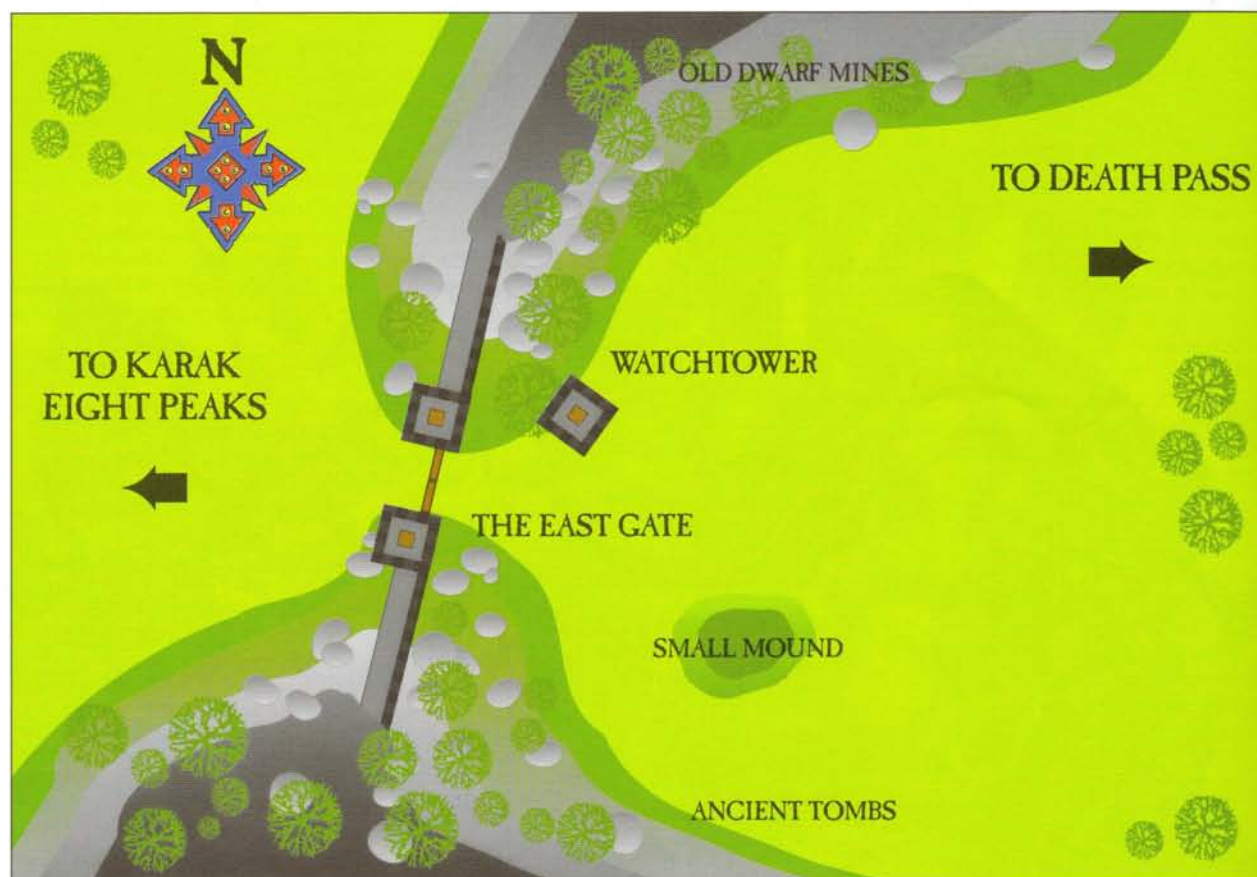 N
OLD DWARF MINES
TO DEATH PASS
TO KARAK
EIGHT PEAKS
WATCHTOWER
THE EAST GATE
SMALL MOUND
ANCIENT TOMBS